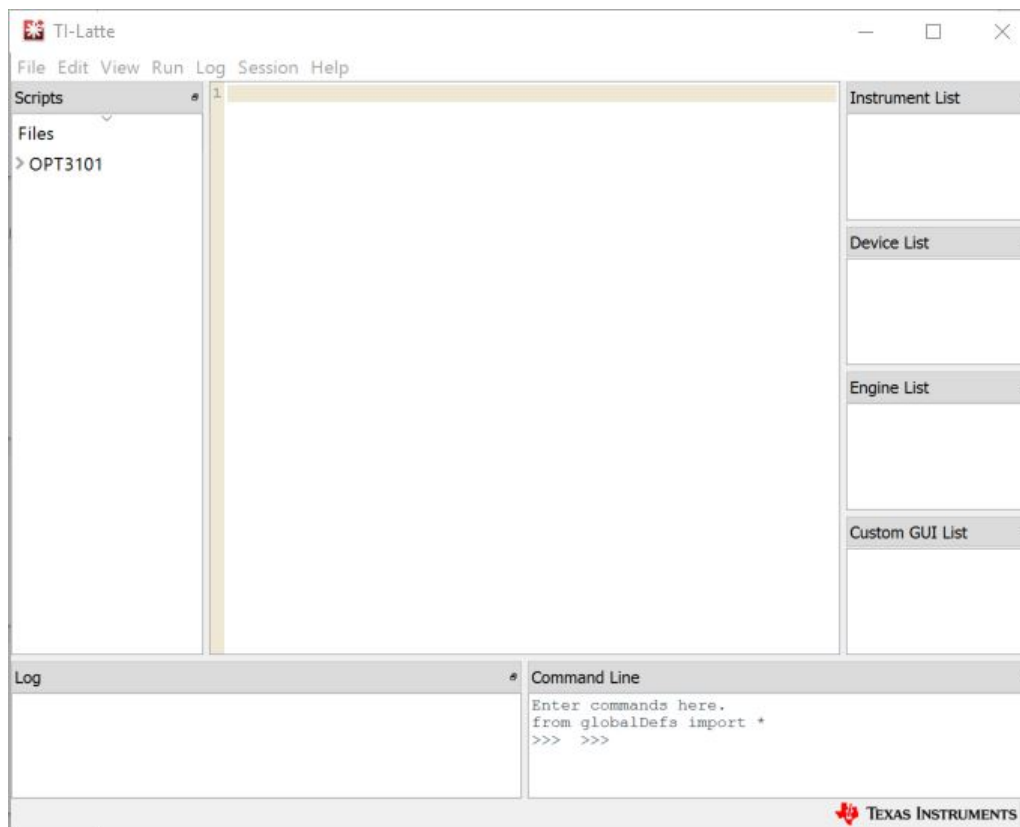 TI-Latte
File Edit View Run Log Session Help
Scripts
Files
OPT3101
1
Instrument List
Device List
Engine List
Custom GUI List
Log
Command Line
Enter commands here.
from globalDefs import *
>>> >>>
TEXAS INSTRUMENTS